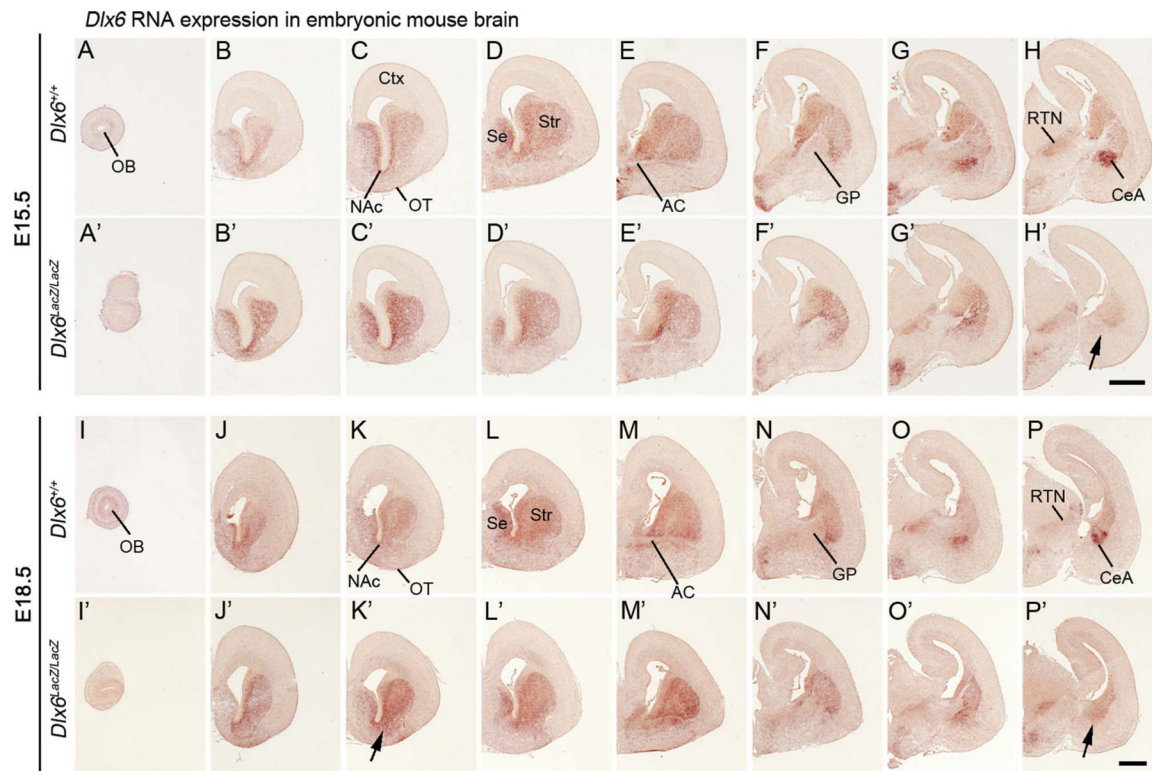 Dlx6 RNA expression in embryonic mouse brain
A B C D E F G H
Ctx
Dlx6+/+
Se Str
RTN
OB
NAc OT AC GP CeA
E15.5
A' B' C' D' E' F' G' H'
Dlx6LacZ/LacZ
I J K L M N O P
Dlx6+/+
Se Str
RTN
OB
NAc OT AC GP CeA
E18.5
I' J' K' L' M' N' O' P'
Dlx6LacZ/LacZ